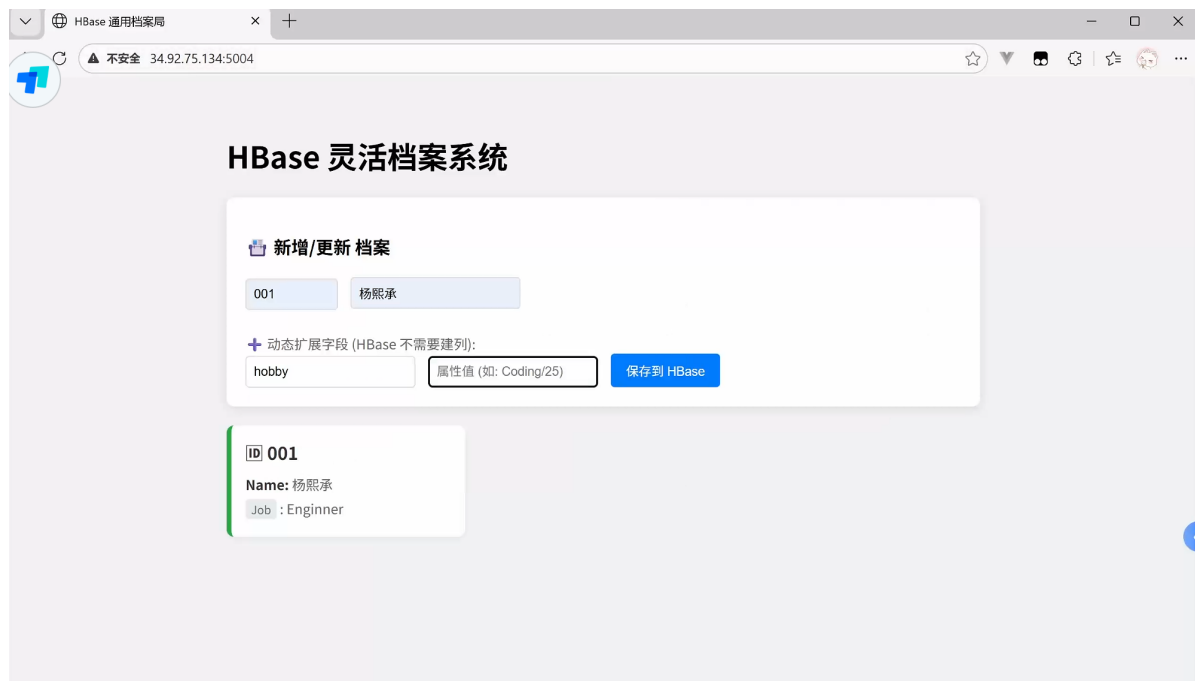 HBase 通用档案局
不安全 34.92.75.134:5004
HBase 灵活档案系统
新增/更新 档案
001 杨熙承
动态扩展字段 (HBase 不需要建列):
hobby 属性值 (如: Coding/25) 保存到 HBase
ID 001
Name: 杨熙承
Job : Enginner